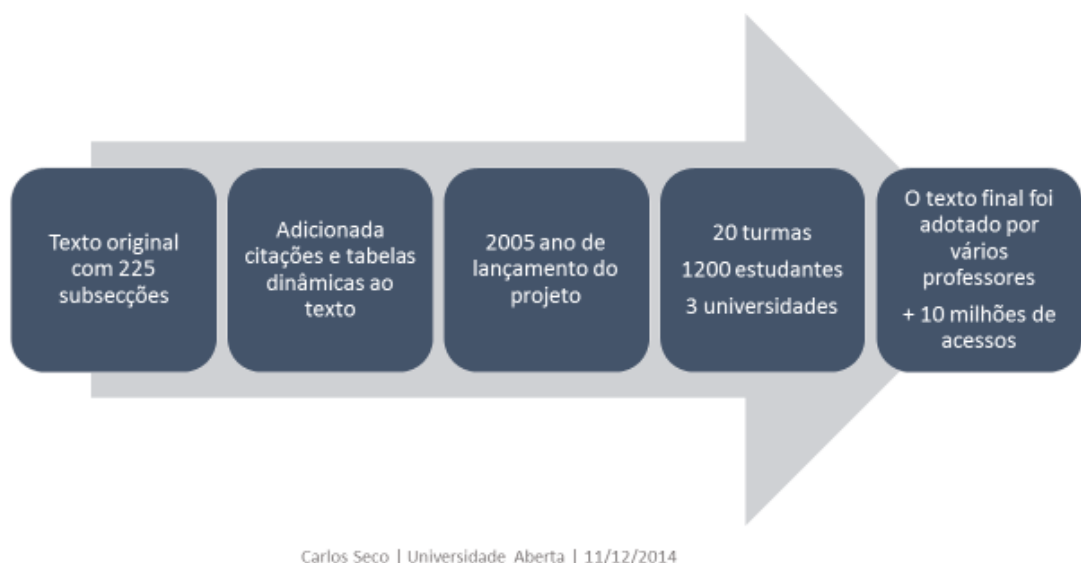 Texto original
com 225
subsecções
Adicionada
citações e tabelas
dinâmicas ao
texto
2005 ano de
lançamento do
projeto
20 turmas
1200 estudantes
3 universidades
O texto final foi
adotado por
vários
professores
+ 10 milhões de
acessos
Carlos Seco | Universidade Aberta | 11/12/2014